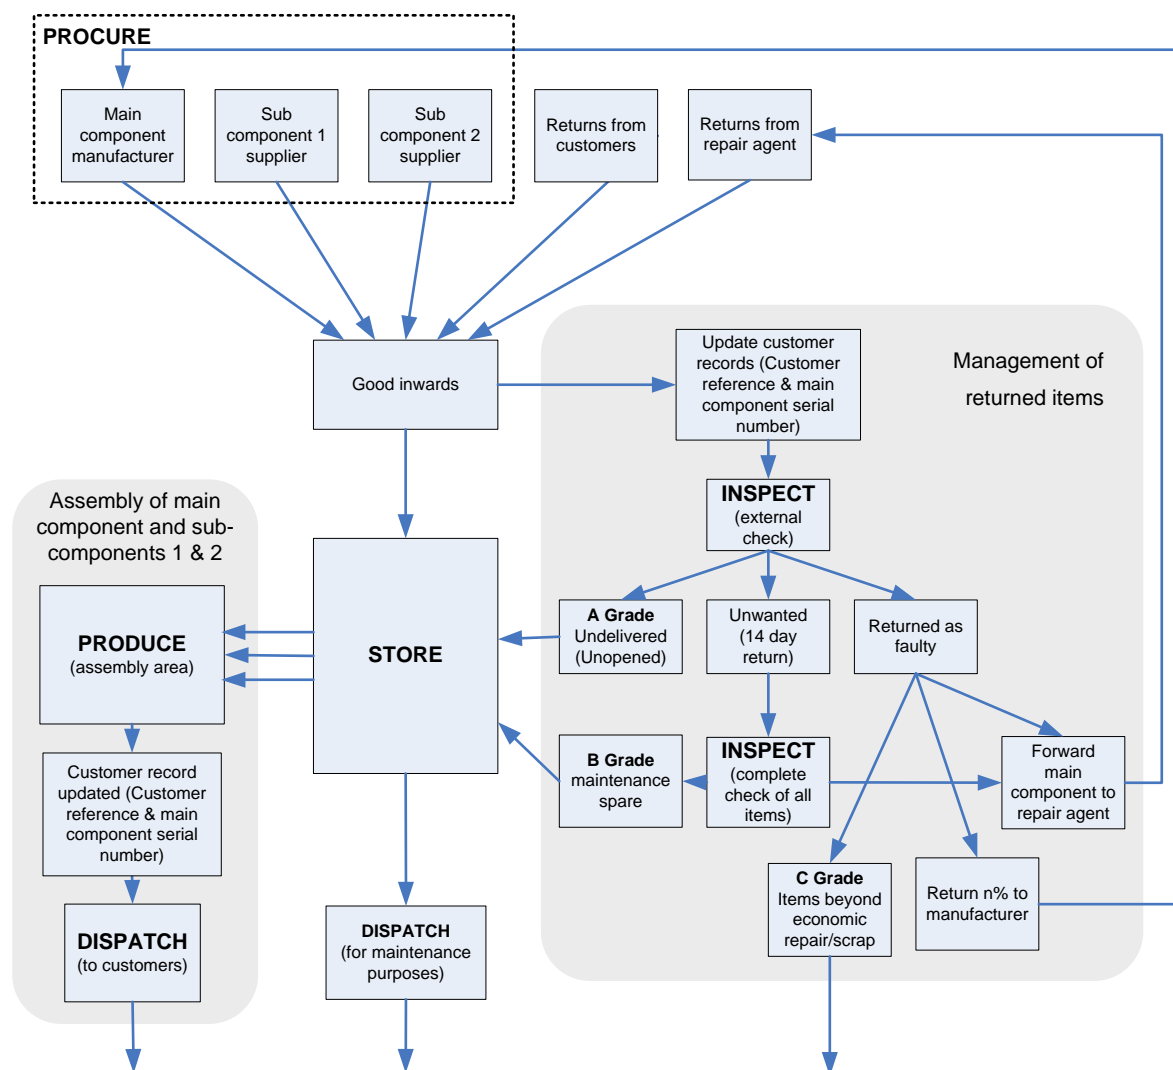 PROCURE
Main
component
manufacturer
Sub
component 1
supplier
Sub
component 2
supplier
Returns from
customers
Returns from
repair agent
Good inwards
Update customer
records (Customer
reference & main
component serial
number)
Management of
returned items
INSPECT
(external
check)
Assembly of main
component and sub-
components 1 & 2
PRODUCE
(assembly area)
STORE
A Grade
Undelivered
(Unopened)
Unwanted
(14 day
return)
Returned as
faulty
Customer record
updated (Customer
reference & main
component serial
number)
B Grade
maintenance
spare
INSPECT
(complete
check of all
items)
Forward
main
component to
repair agent
C Grade
Items beyond
economic
repair/scrap
Return n% to
manufacturer
DISPATCH
(to customers)
DISPATCH
(for maintenance
purposes)